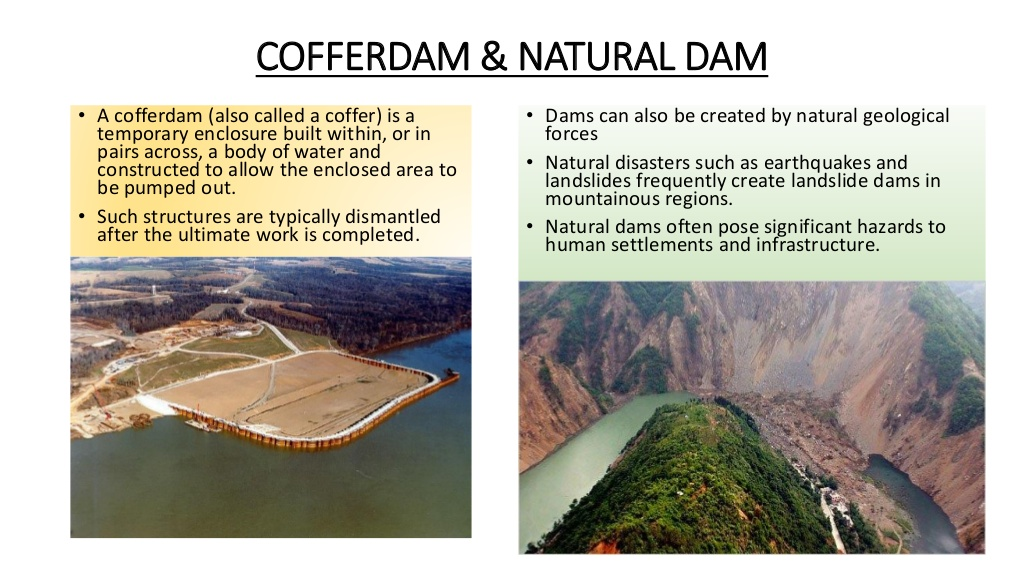 COFFERDAM & NATURAL DAM
• A cofferdam (also called a coffer) is a
temporary enclosure built within, or in
pairs across, a body of water and
constructed to allow the enclosed area to
be pumped out.
• Such structures are typically dismantled
after the ultimate work is completed.
• Dams can also be created by natural geological
forces
• Natural disasters such as earthquakes and
landslides frequently create landslide dams in
mountainous regions.
• Natural dams often pose significant hazards to
human settlements and infrastructure.